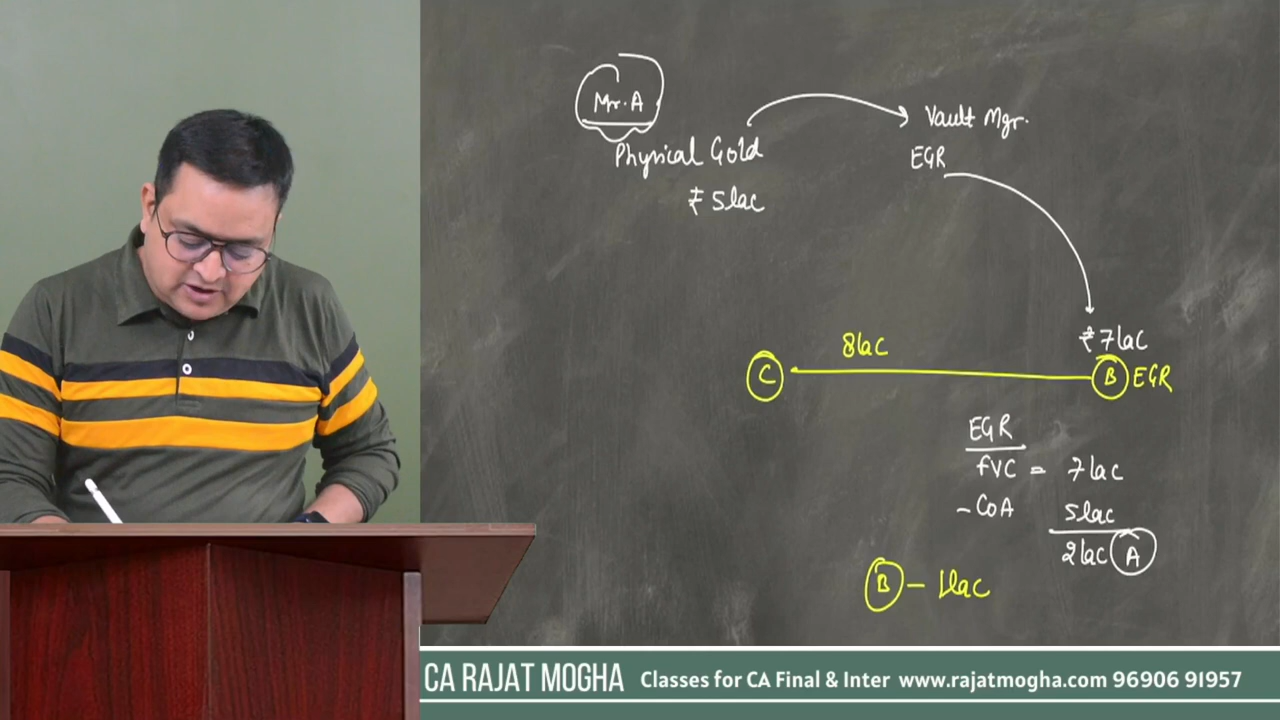 Mr. A
Physical Gold
₹ 5lac
Vault Mgr.
EGR
₹ 7lac
8lac
C
B EGR
EGR
FVC = 7lac
- CoA 5lac
2lac A
B - 1lac
CA RAJAT MOGHA Classes for CA Final & Inter www.rajatmogha.com 96906 91957